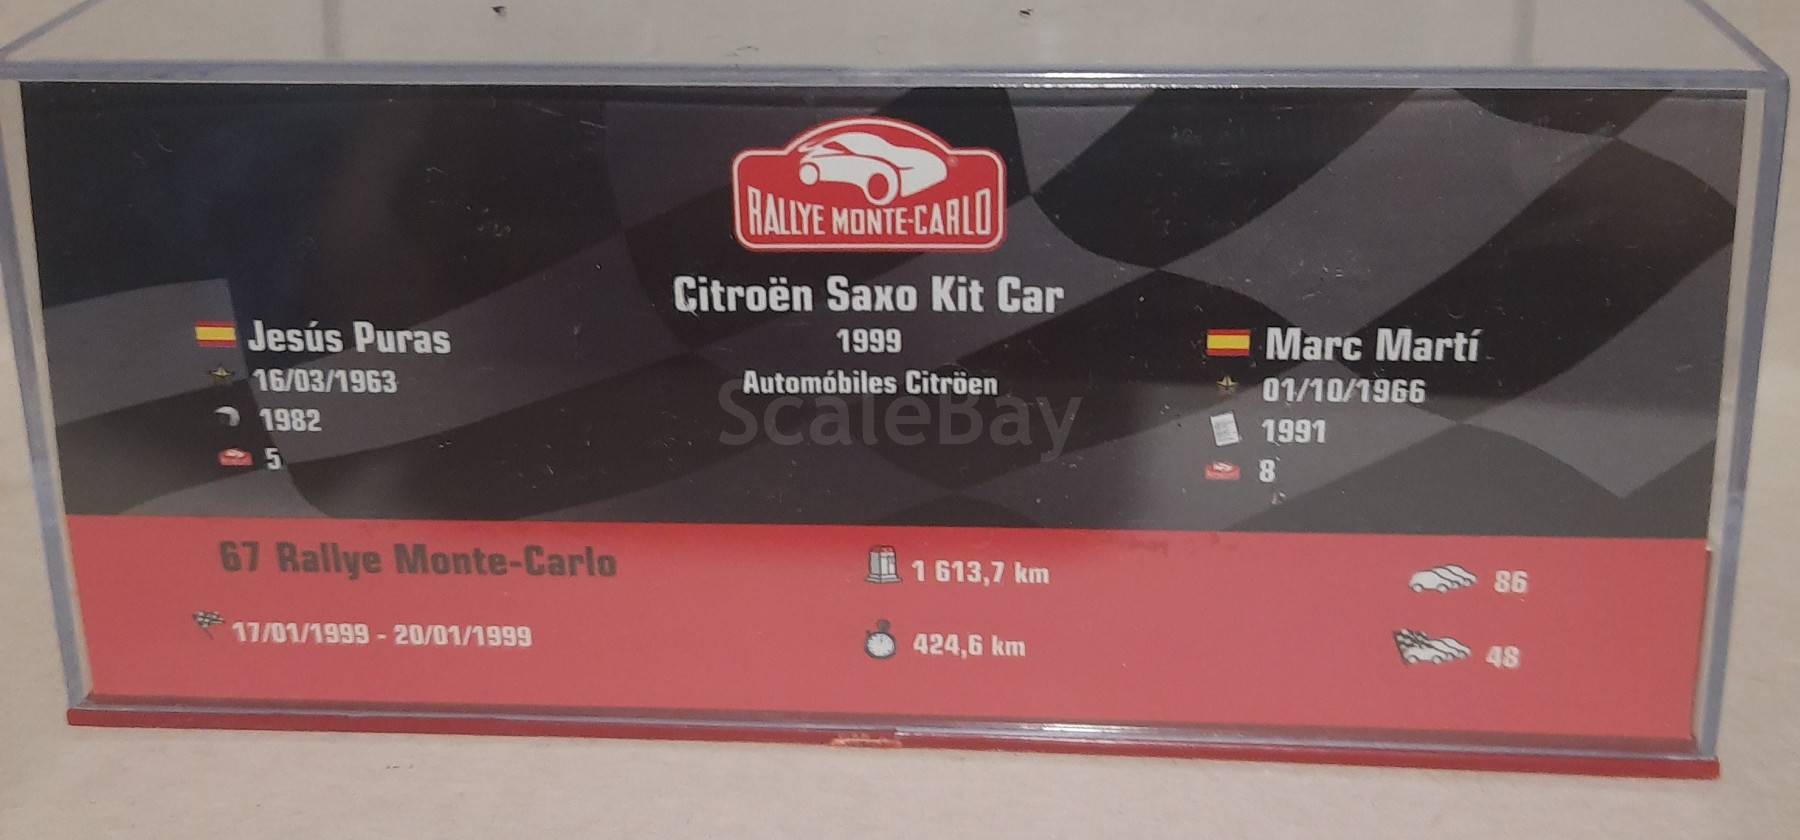 RALLYE MONTE-CARLO
Citroën Saxo Kit Car
1999
Automóbiles Citröen
Jesús Puras
16/03/1963
1982
5
Marc Martí
01/10/1966
1991
8
ScaleBay
67 Rallye Monte-Carlo
17/01/1999 - 20/01/1999
1 613,7 km
424,6 km
86
48